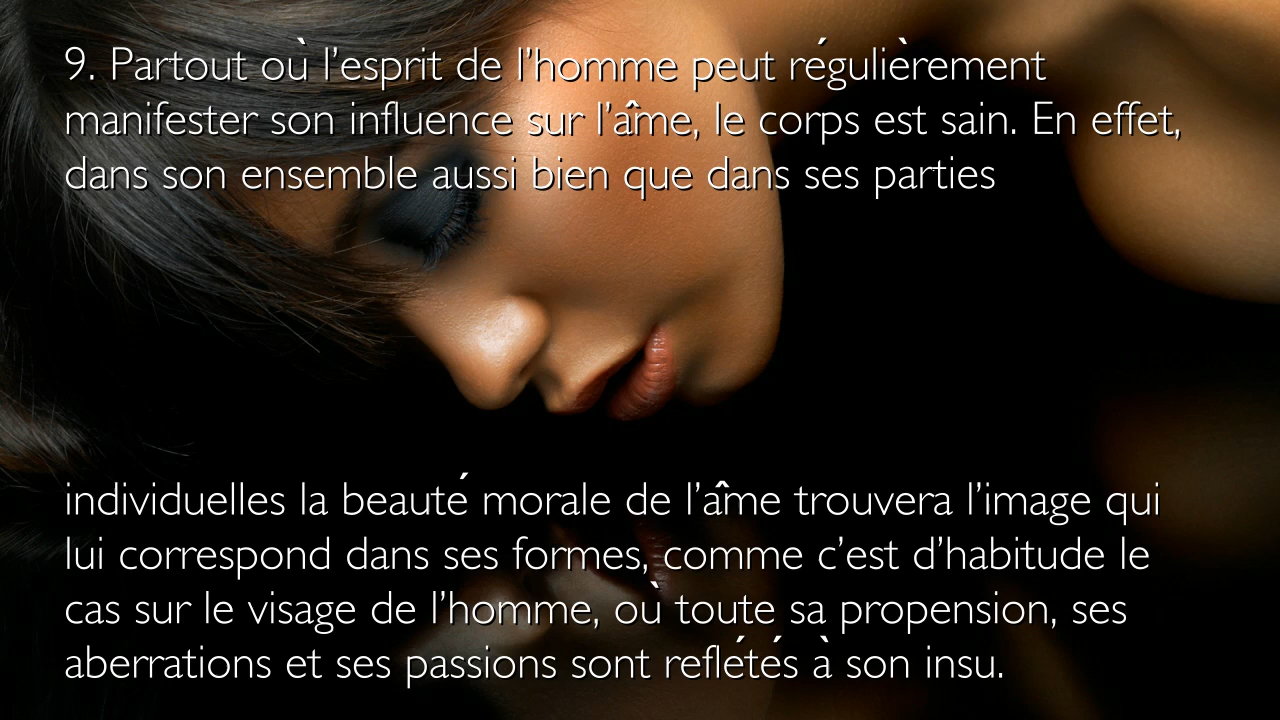 9. Partout où l’esprit de l’homme peut régulièrement
manifester son influence sur l’âme, le corps est sain. En effet,
dans son ensemble aussi bien que dans ses parties
individuelles la beauté morale de l’âme trouvera l’image qui
lui correspond dans ses formes, comme c’est d’habitude le
cas sur le visage de l’homme, où toute sa propension, ses
aberrations et ses passions sont reflétés à son insu.